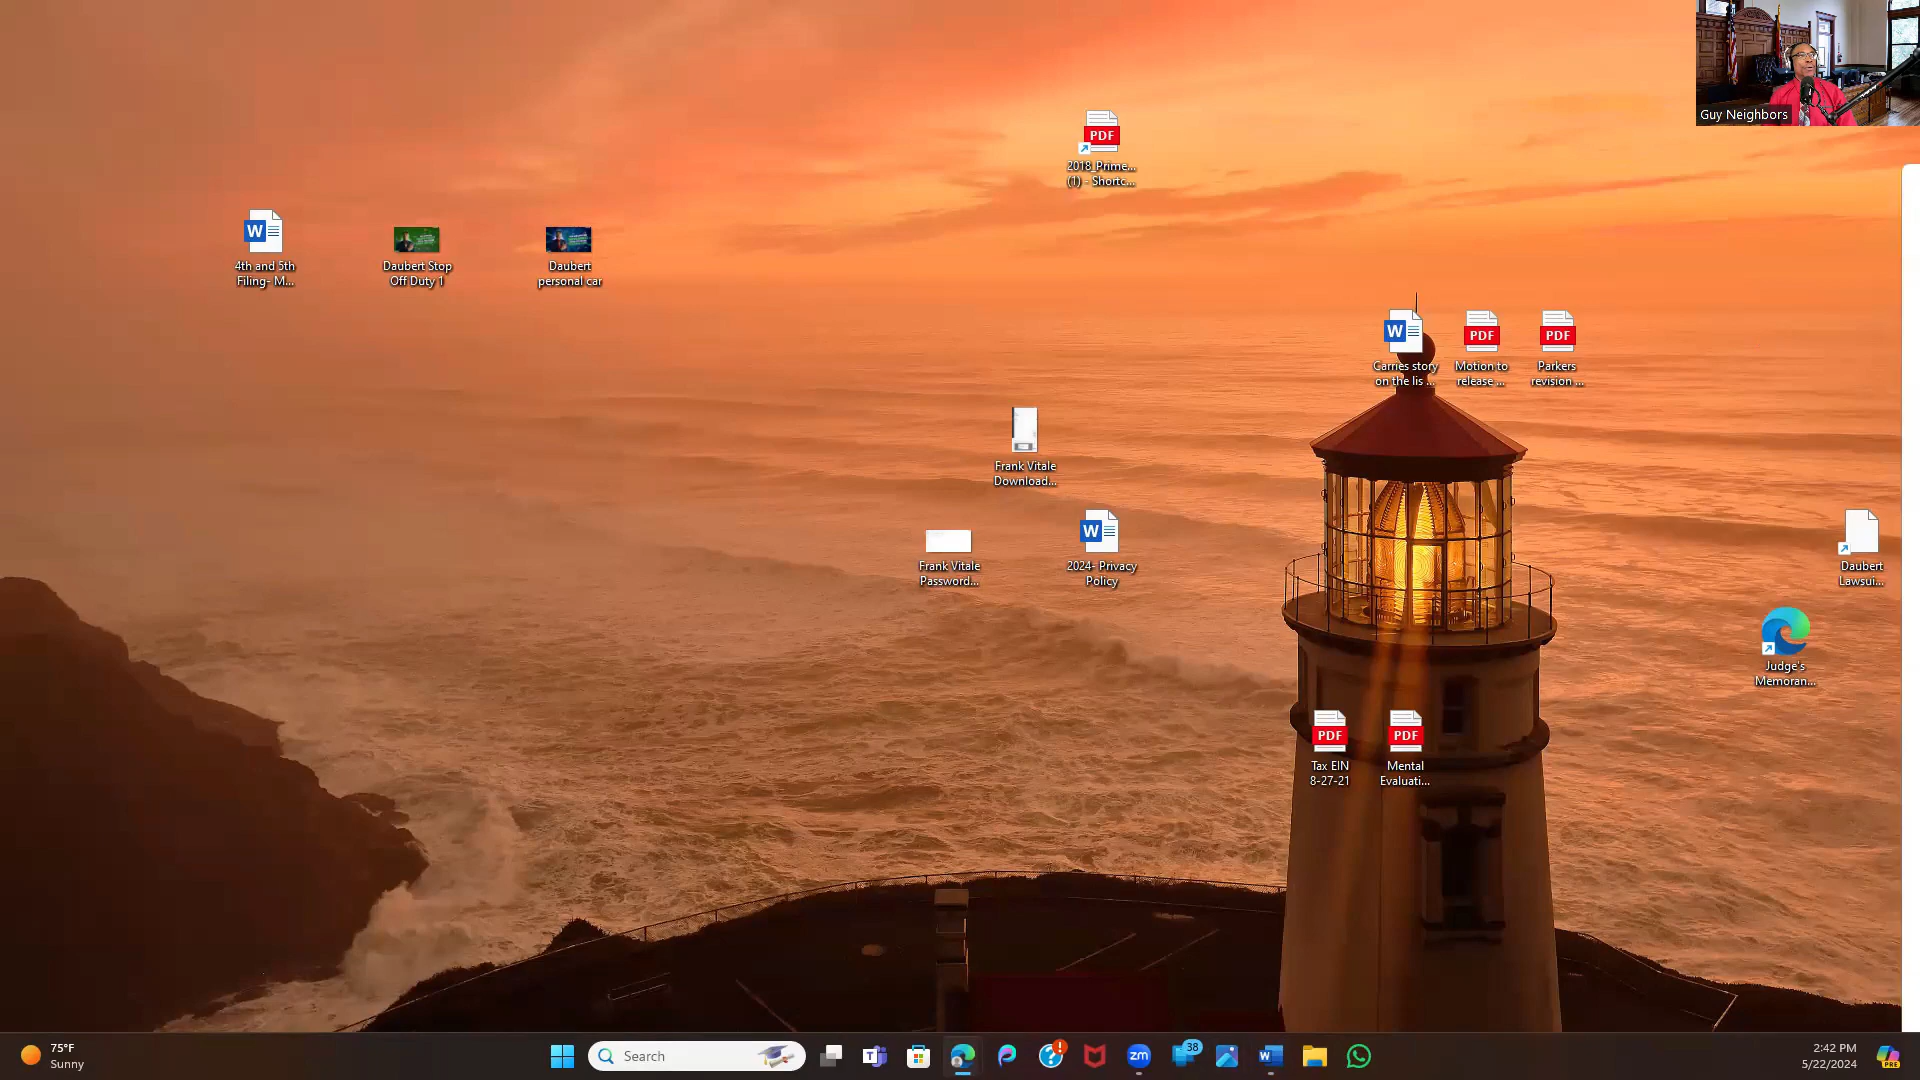 Guy Neighbors
PDF
2018_Prime...
(1) - Shortc...
W
4th and 5th
Filing- M...
Daubert Stop
Off Duty 1
Daubert
personal car
W
Carries story
on the lis ...
PDF
Motion to
release ...
PDF
Parkers
revision ...
Frank Vitale
Download...
Frank Vitale
Password...
W
2024- Privacy
Policy
Daubert
Lawsui...
Judge's
Memoran...
PDF
Tax EIN
8-27-21
PDF
Mental
Evaluati...
75°F
Sunny
Search
zm
38
W
2:42 PM
5/22/2024
PRE